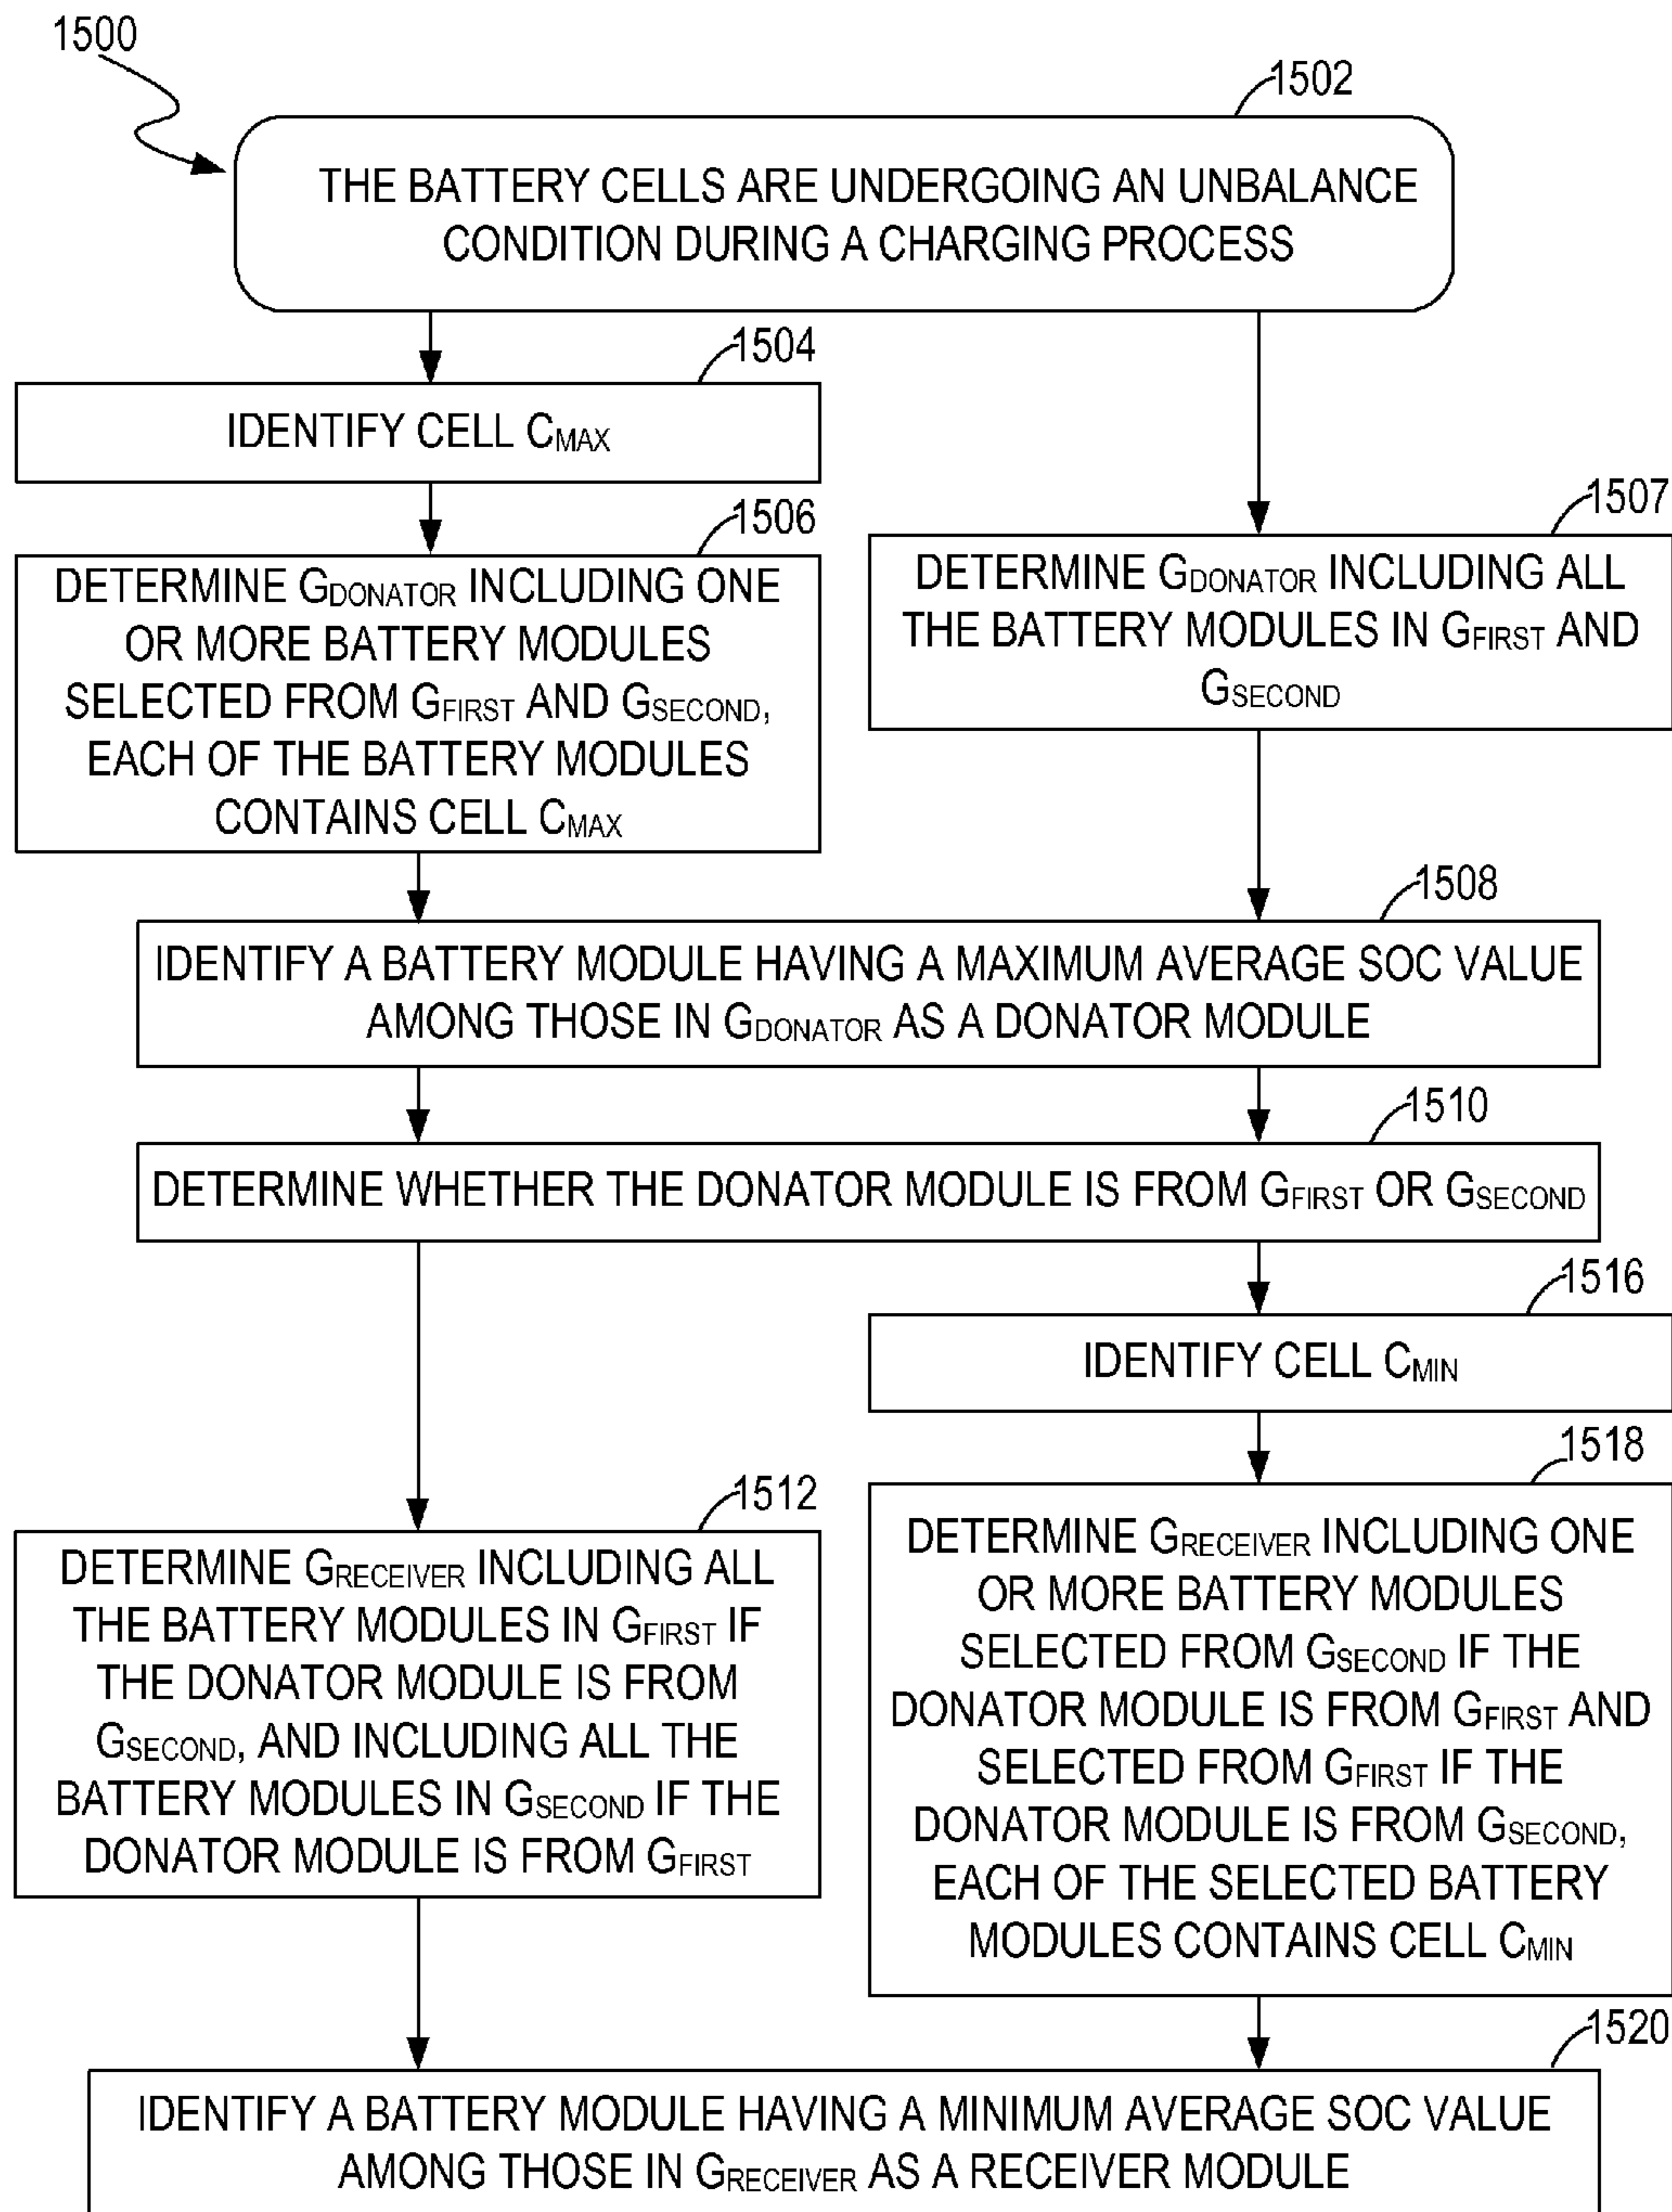 1500
1502
THE BATTERY CELLS ARE UNDERGOING AN UNBALANCE
CONDITION DURING A CHARGING PROCESS
1504
IDENTIFY CELL CMAX
1506
DETERMINE GDONATOR INCLUDING ONE
OR MORE BATTERY MODULES
SELECTED FROM GFIRST AND GSECOND,
EACH OF THE BATTERY MODULES
CONTAINS CELL CMAX
1507
DETERMINE GDONATOR INCLUDING ALL
THE BATTERY MODULES IN GFIRST AND
GSECOND
1508
IDENTIFY A BATTERY MODULE HAVING A MAXIMUM AVERAGE SOC VALUE
AMONG THOSE IN GDONATOR AS A DONATOR MODULE
1510
DETERMINE WHETHER THE DONATOR MODULE IS FROM GFIRST OR GSECOND
1516
IDENTIFY CELL CMIN
1512
DETERMINE GRECEIVER INCLUDING ALL
THE BATTERY MODULES IN GFIRST IF
THE DONATOR MODULE IS FROM
GSECOND, AND INCLUDING ALL THE
BATTERY MODULES IN GSECOND IF THE
DONATOR MODULE IS FROM GFIRST
1518
DETERMINE GRECEIVER INCLUDING ONE
OR MORE BATTERY MODULES
SELECTED FROM GSECOND IF THE
DONATOR MODULE IS FROM GFIRST AND
SELECTED FROM GFIRST IF THE
DONATOR MODULE IS FROM GSECOND,
EACH OF THE SELECTED BATTERY
MODULES CONTAINS CELL CMIN
1520
IDENTIFY A BATTERY MODULE HAVING A MINIMUM AVERAGE SOC VALUE
AMONG THOSE IN GRECEIVER AS A RECEIVER MODULE